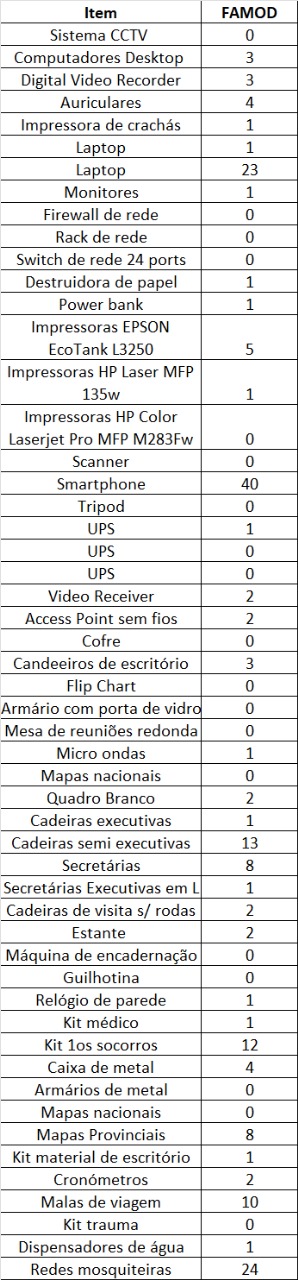 Item FAMOD
Sistema CCTV 0
Computadores Desktop 3
Digital Video Recorder 3
Auriculares 4
Impressora de crachás 1
Laptop 1
Laptop 23
Monitores 1
Firewall de rede 0
Rack de rede 0
Switch de rede 24 ports 0
Destruidora de papel 1
Power bank 1
Impressoras EPSON
EcoTank L3250 5
Impressoras HP Laser MFP
135w 1
Impressoras HP Color
Laserjet Pro MFP M283Fw 0
Scanner 0
Smartphone 40
Tripod 0
UPS 1
UPS 0
UPS 0
Video Receiver 2
Access Point sem fios 2
Cofre 0
Candeeiros de escritório 3
Flip Chart 0
Armário com porta de vidro 0
Mesa de reuniões redonda 0
Micro ondas 1
Mapas nacionais 0
Quadro Branco 2
Cadeiras executivas 1
Cadeiras semi executivas 13
Secretárias 8
Secretárias Executivas em L 1
Cadeiras de visita s/ rodas 2
Estante 2
Máquina de encadernação 0
Guilhotina 0
Relógio de parede 1
Kit médico 1
Kit 1os socorros 12
Caixa de metal 4
Armários de metal 0
Mapas nacionais 0
Mapas Provinciais 8
Kit material de escritório 1
Cronómetros 2
Malas de viagem 10
Kit trauma 0
Dispensadores de água 1
Redes mosquiteiras 24